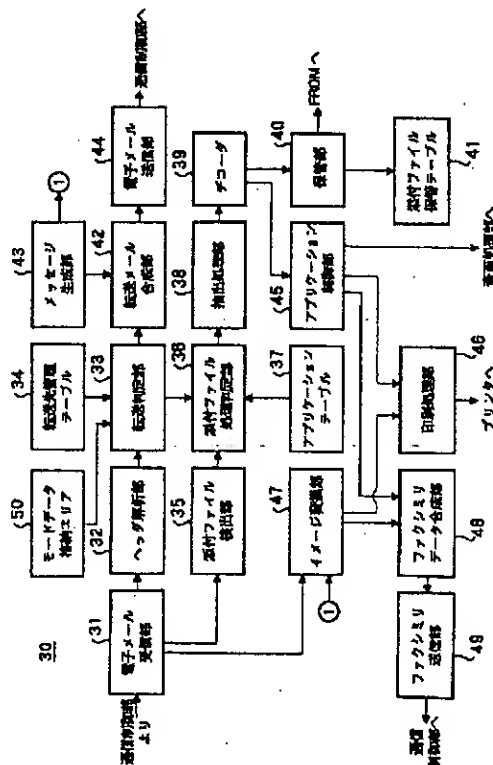 30
通信制御部
より
31
電子メール
受信部
50
モードデータ
格納エリア
32
ヘッダ解析部
35
添付ファイル
検出部
34
転送先管理
テーブル
33
転送判定部
36
添付ファイル
処理判定部
43
メッセージ
生成部
①
42
転送メール
合成部
38
抽出処理部
44
電子メール
送信部
通信制御部へ
39
デコーダ
47
イメージ変換部
①
37
アプリケーション
テーブル
45
アプリケーション
制御部
40
保管部
FROMへ
41
添付ファイル
保管テーブル
49
ファクシミリ
送信部
通信
制御部へ
48
ファクシミリ
データ合成部
46
印刷処理部
プリンタへ